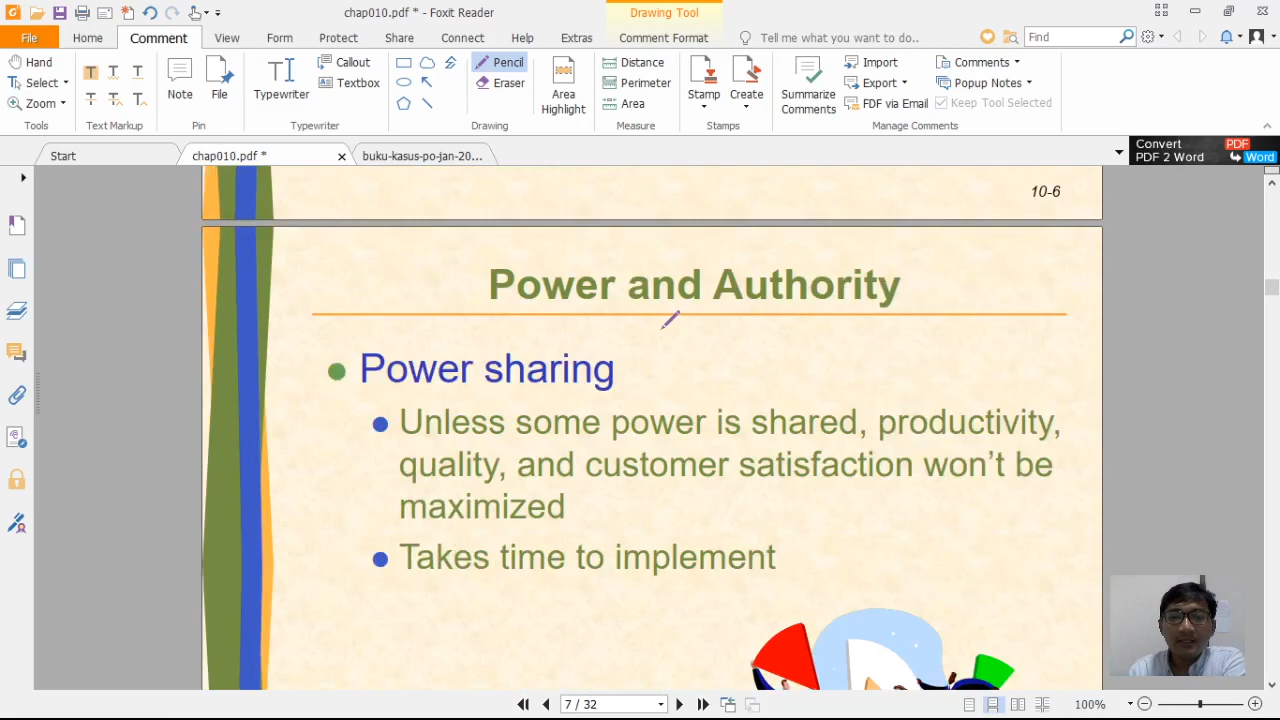 chap010.pdf * - Foxit Reader
Drawing Tool
File Home Comment View Form Protect Share Connect Help Extras Comment Format Tell me what you want to do.. Find
Hand
Select
Zoom
Tools
T T T
T T T
Text Markup
Note
File
Pin
Typewriter
Callout
Textbox
Typewriter
Pencil
Eraser
Drawing
Area
Highlight
Distance
Perimeter
Area
Measure
Stamp
Create
Stamps
Summarize
Comments
Import
Export
FDF via Email
Comments
Popup Notes
Keep Tool Selected
Manage Comments
Start
chap010.pdf *
buku-kasus-po-jan-20...
Convert PDF
PDF 2 Word Word
10-6
Power and Authority
Power sharing
Unless some power is shared, productivity,
quality, and customer satisfaction won't be
maximized
Takes time to implement
7 / 32
100%